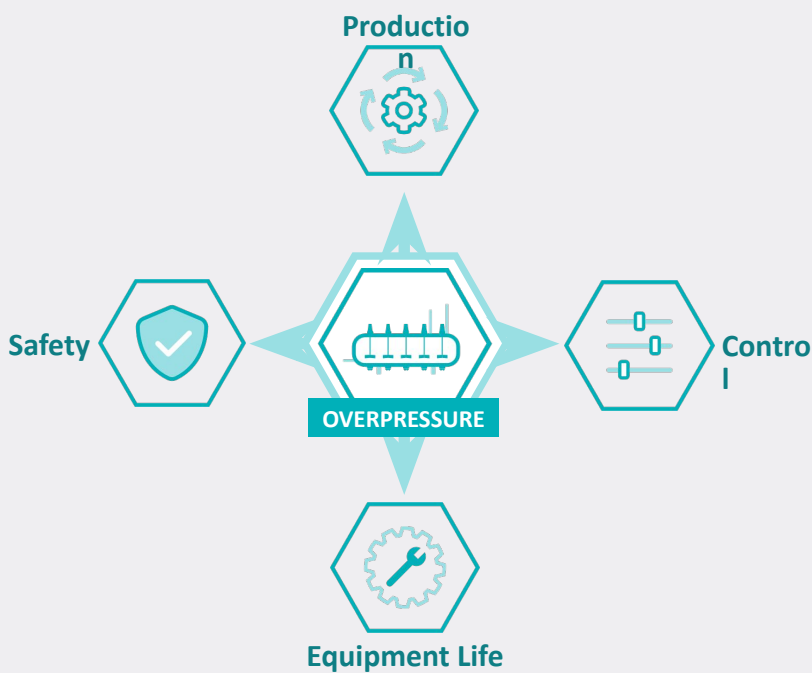 Productio
n
Safety
Contro
l
OVERPRESSURE
Equipment Life